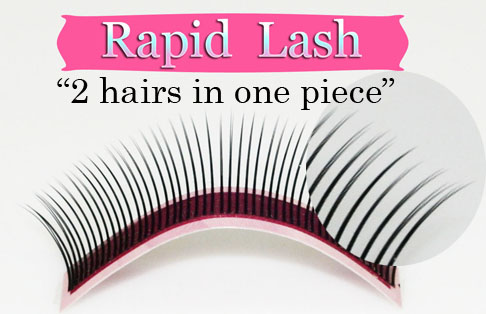 Rapid Lash
“2 hairs in one piece”